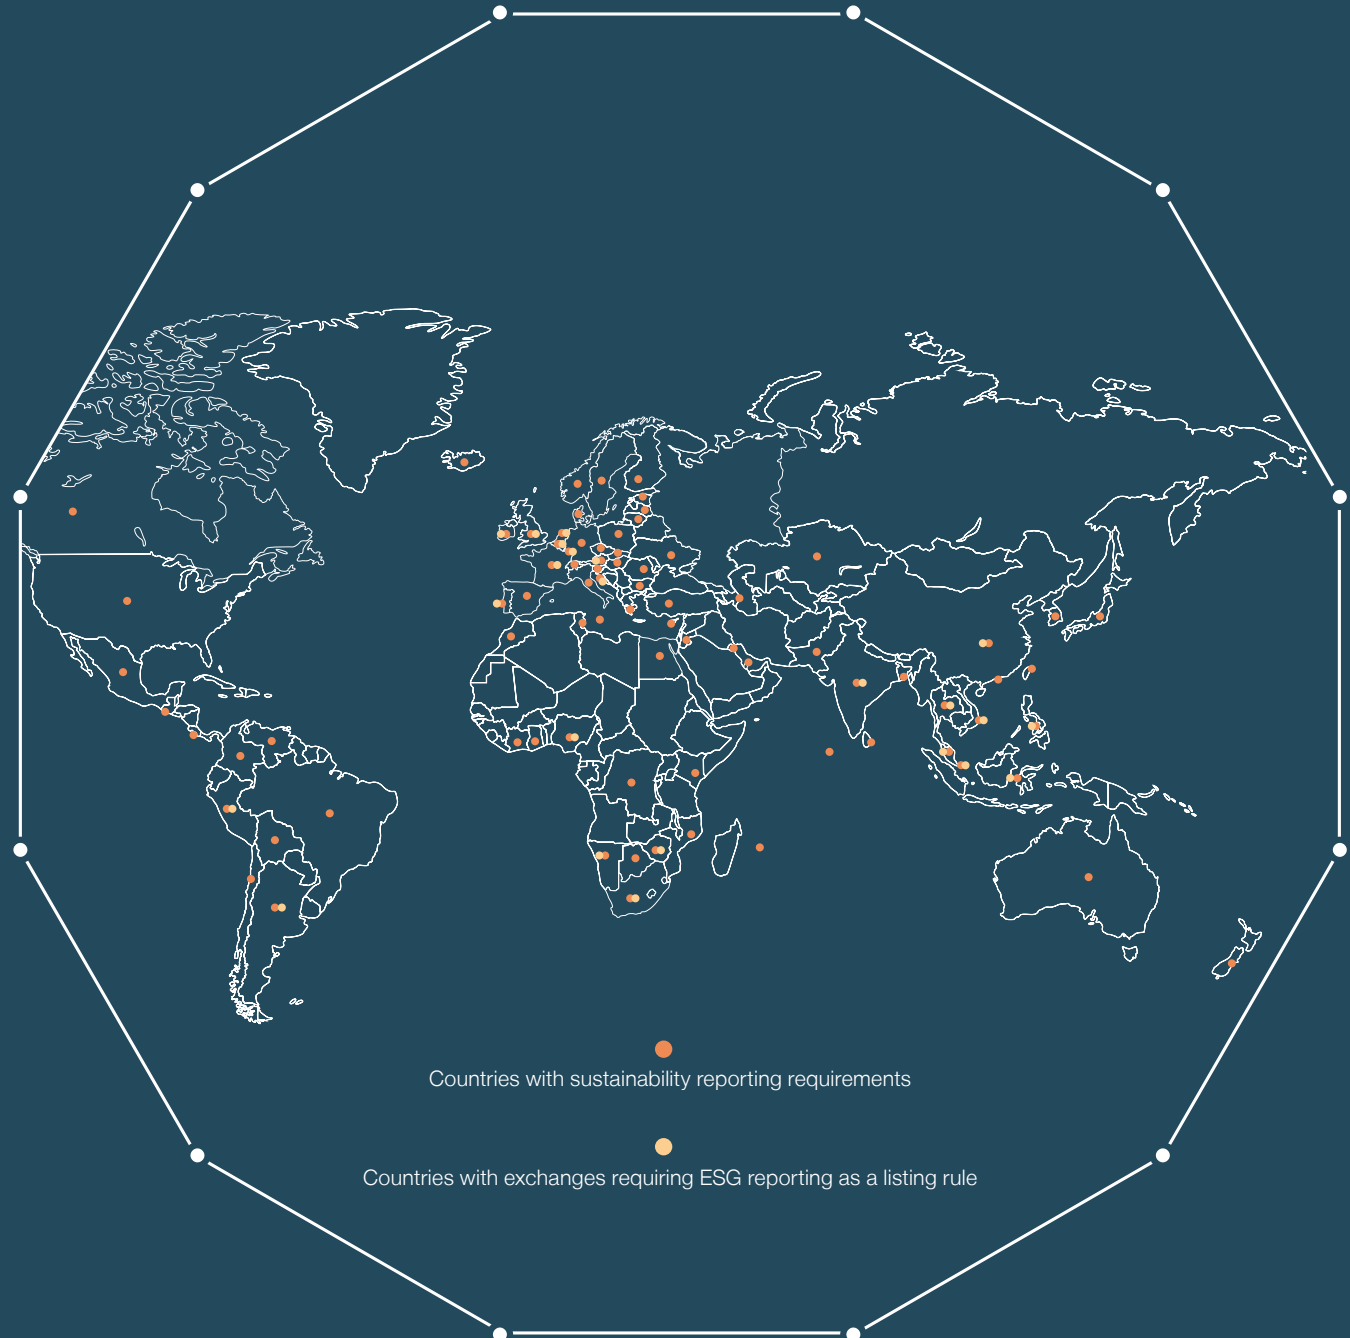 Countries with sustainability reporting requirements
Countries with exchanges requiring ESG reporting as a listing rule